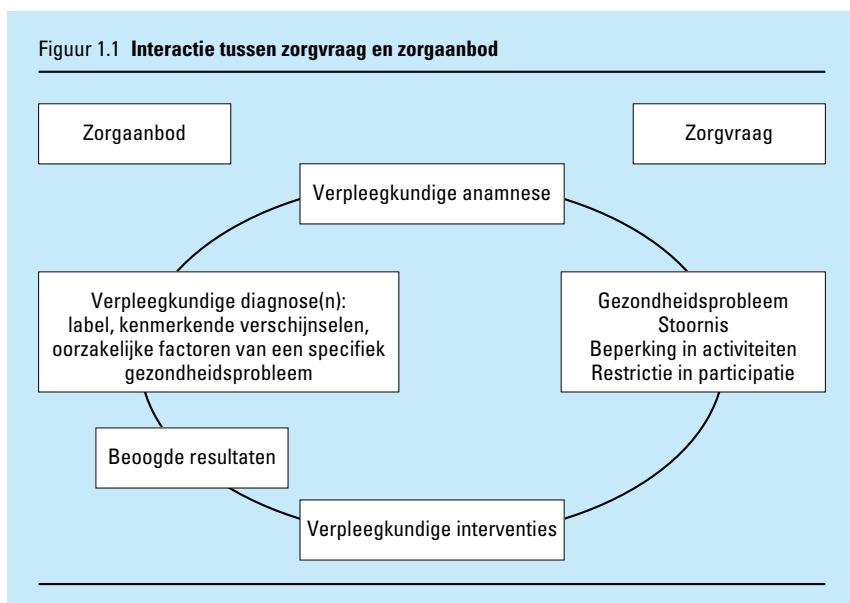 Figuur 1.1 Interactie tussen zorgvraag en zorgaanbod
Zorgaanbod
Zorgvraag
Verpleegkundige anamnese
Verpleegkundige diagnose(n):
label, kenmerkende verschijnselen,
oorzakelijke factoren van een specifiek
gezondheidsprobleem
Gezondheidsprobleem
Stoornis
Beperking in activiteiten
Restrictie in participatie
Beoogde resultaten
Verpleegkundige interventies